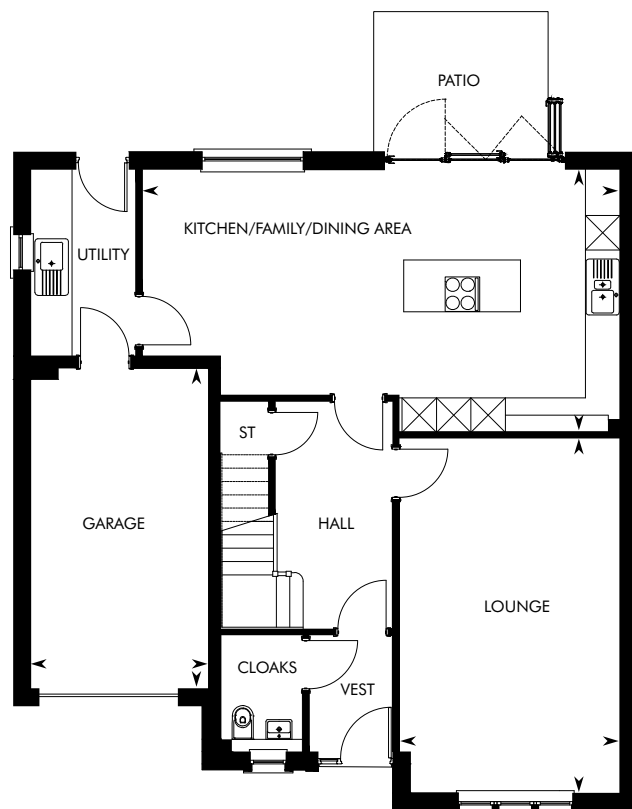 PATIO
KITCHEN/FAMILY/DINING AREA
UTILITY
ST
GARAGE
HALL
LOUNGE
CLOAKS
VEST